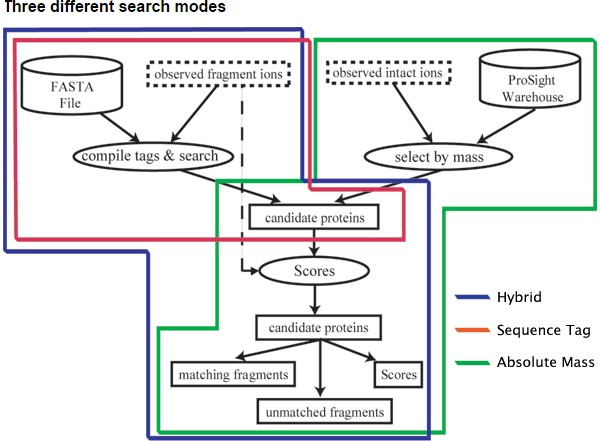 Three different search modes
FASTA
File
observed fragment ions
observed intact ions
ProSight
Warehouse
compile tags & search
select by mass
candidate proteins
Scores
candidate proteins
matching fragments
Scores
unmatched fragments
Hybrid
Sequence Tag
Absolute Mass